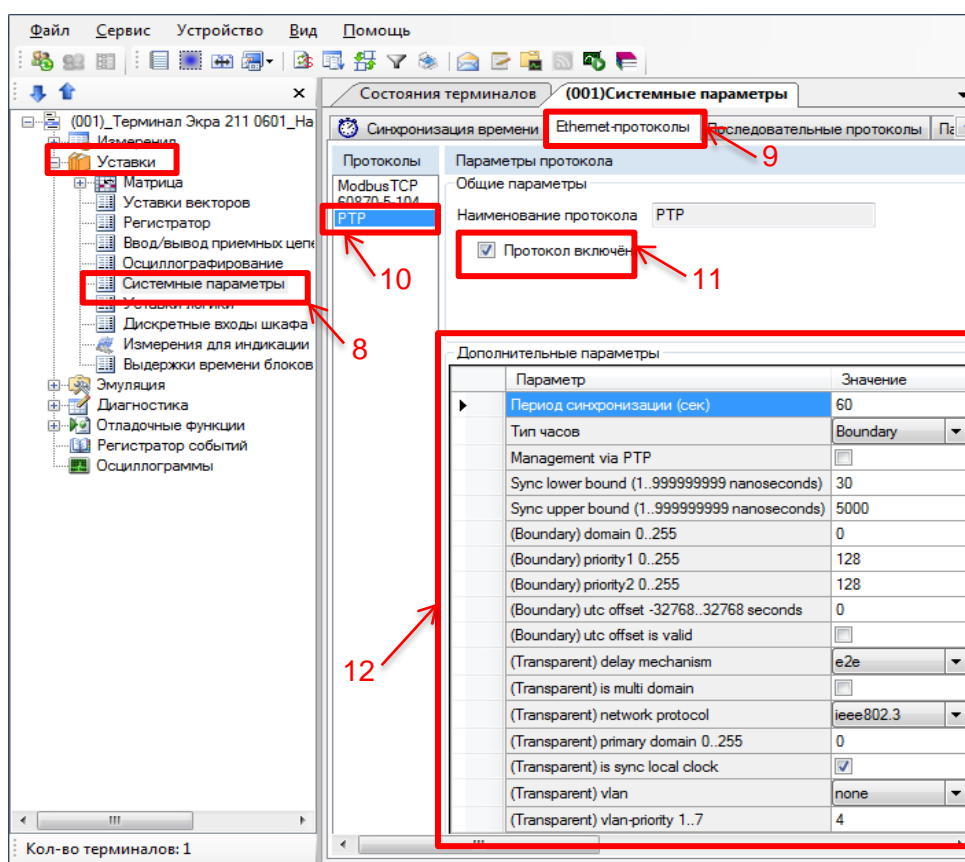 Файл Сервис Устройство Вид Помощь
Состояния терминалов (001)Системные параметры
(001)_Терминал Экра 211 0601_На
Измерения
Уставки
Матрица
Уставки векторов
Регистратор
Ввод/вывод приемных цепе
Осциллографирование
Системные параметры
Уставки логики
Дискретные входы шкафа
Измерения для индикации
Выдержки времени блоков
Эмуляция
Диагностика
Отладочные функции
Регистратор событий
Осциллограммы
8
Кол-во терминалов: 1
Синхронизация времени Ethernet-протоколы Последовательные протоколы Па
9
Протоколы
ModbusTCP
60870-5-104
PTP
10
Параметры протокола
Общие параметры
Наименование протокола PTP
Протокол включён
11
Дополнительные параметры
Параметр Значение
Период синхронизации (сек) 60
Тип часов Boundary
Management via PTP
Sync lower bound (1..999999999 nanoseconds) 30
Sync upper bound (1..999999999 nanoseconds) 5000
(Boundary) domain 0..255 0
(Boundary) priority1 0..255 128
(Boundary) priority2 0..255 128
(Boundary) utc offset -32768..32768 seconds 0
(Boundary) utc offset is valid
(Transparent) delay mechanism e2e
(Transparent) is multi domain
(Transparent) network protocol ieee802.3
(Transparent) primary domain 0..255 0
(Transparent) is sync local clock
(Transparent) vlan none
(Transparent) vlan-priority 1..7 4
12